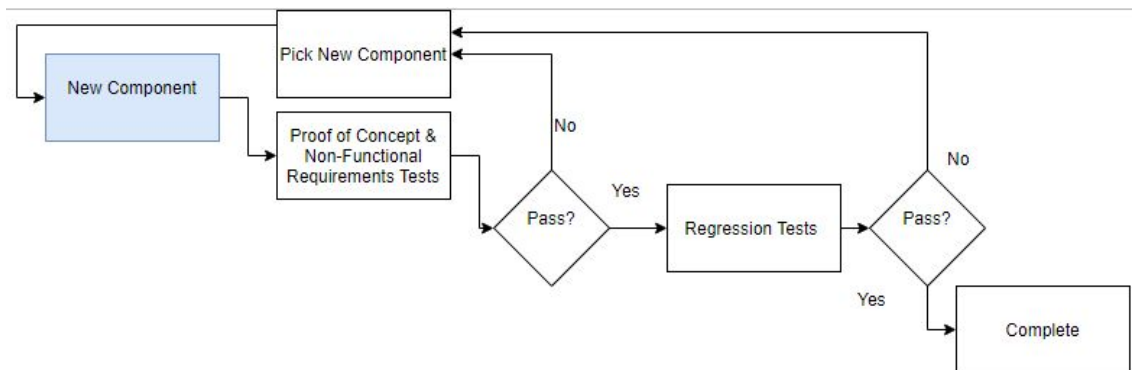 Pick New Component
New Component
Proof of Concept &
Non-Functional
Requirements Tests
No
Pass?
Yes
Regression Tests
Pass?
No
Yes
Complete